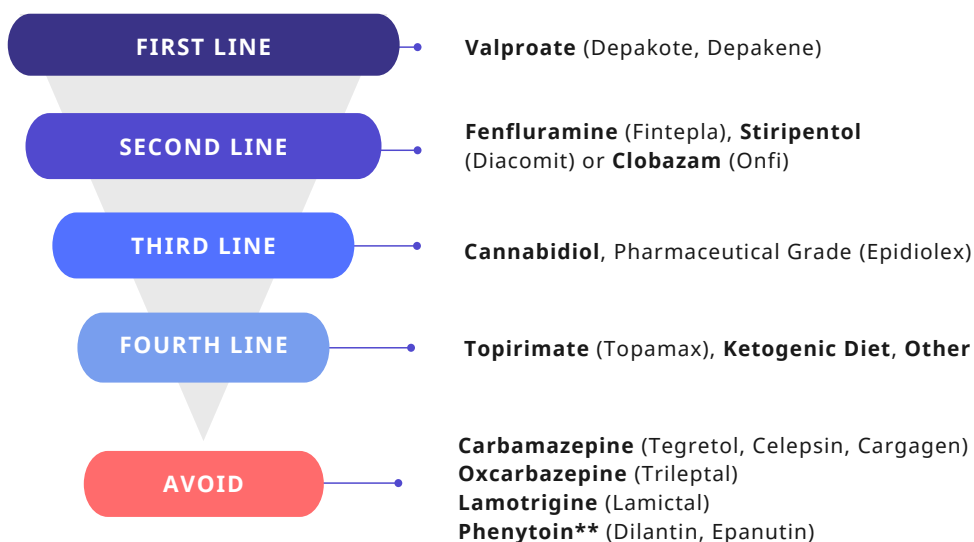 FIRST LINE
Valproate (Depakote, Depakene)
SECOND LINE
Fenfluramine (Fintepla), Stiripentol
(Diacomit) or Clobazam (Onfi)
THIRD LINE
Cannabidiol, Pharmaceutical Grade (Epidiolex)
FOURTH LINE
Topirimate (Topamax), Ketogenic Diet, Other
AVOID
Carbamazepine (Tegretol, Celepsin, Cargagen)
Oxcarbazepine (Trileptal)
Lamotrigine (Lamictal)
Phenytoin** (Dilantin, Epanutin)